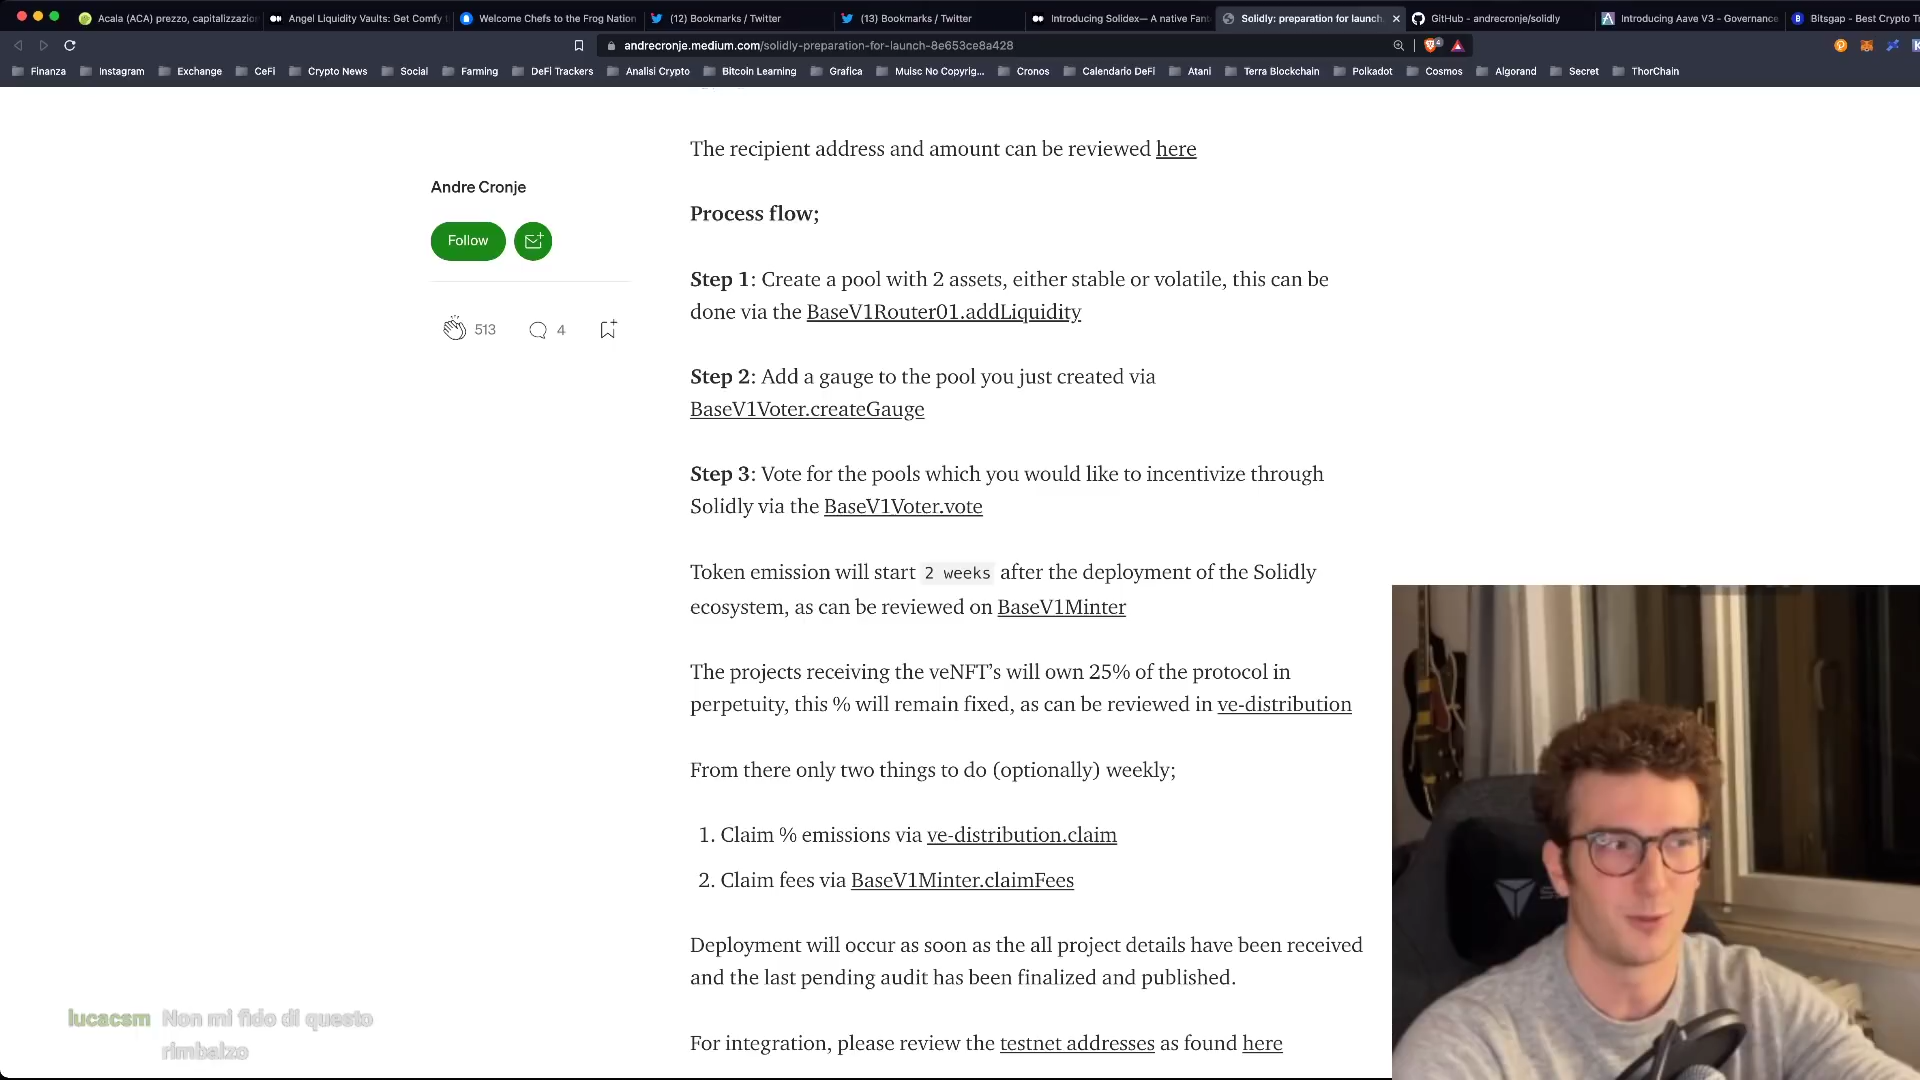 Acala (ACA) prezzo, capitalizzazion
Angel Liquidity Vaults: Get Comfy
Welcome Chefs to the Frog Nation
(12) Bookmarks / Twitter
(13) Bookmarks / Twitter
Introducing Solidex— A native Fan
Solidly: preparation for launch.
GitHub - andrecronje/solidly
Introducing Aave V3 - Governance
Bitsgap - Best Crypto Tr
andrecronje.medium.com/solidly-preparation-for-launch-8e653ce8a428
Finanza
Instagram
Exchange
CeFi
Crypto News
Social
Farming
DeFi Trackers
Analisi Crypto
Bitcoin Learning
Grafica
Muisc No Copyrig...
Cronos
Calendario DeFi
Atani
Terra Blockchain
Polkadot
Cosmos
Algorand
Secret
ThorChain
The recipient address and amount can be reviewed here
Andre Cronje
Follow
513
4
Process flow;
Step 1: Create a pool with 2 assets, either stable or volatile, this can be
done via the BaseV1Router01.addLiquidity
Step 2: Add a gauge to the pool you just created via
BaseV1Voter.createGauge
Step 3: Vote for the pools which you would like to incentivize through
Solidly via the BaseV1Voter.vote
Token emission will start 2 weeks after the deployment of the Solidly
ecosystem, as can be reviewed on BaseV1Minter
The projects receiving the veNFT’s will own 25% of the protocol in
perpetuity, this % will remain fixed, as can be reviewed in ve-distribution
From there only two things to do (optionally) weekly;
1. Claim % emissions via ve-distribution.claim
2. Claim fees via BaseV1Minter.claimFees
Deployment will occur as soon as the all project details have been received
and the last pending audit has been finalized and published.
For integration, please review the testnet addresses as found here
lucacsm Non mi fido di questo
rimbalzo